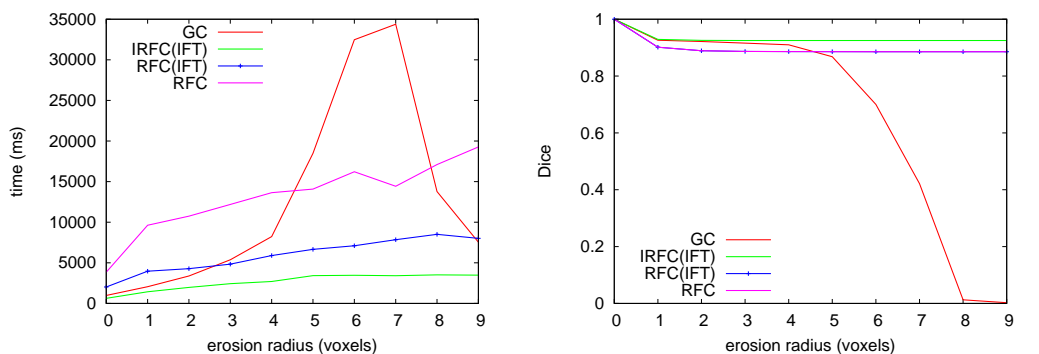 time (ms)
35000
30000
25000
20000
15000
10000
5000
0
GC
IRFC(IFT)
RFC(IFT)
RFC
0 1 2 3 4 5 6 7 8 9
erosion radius (voxels)
Dice
1
0.8
0.6
0.4
0.2
0
GC
IRFC(IFT)
RFC(IFT)
RFC
0 1 2 3 4 5 6 7 8 9
erosion radius (voxels)